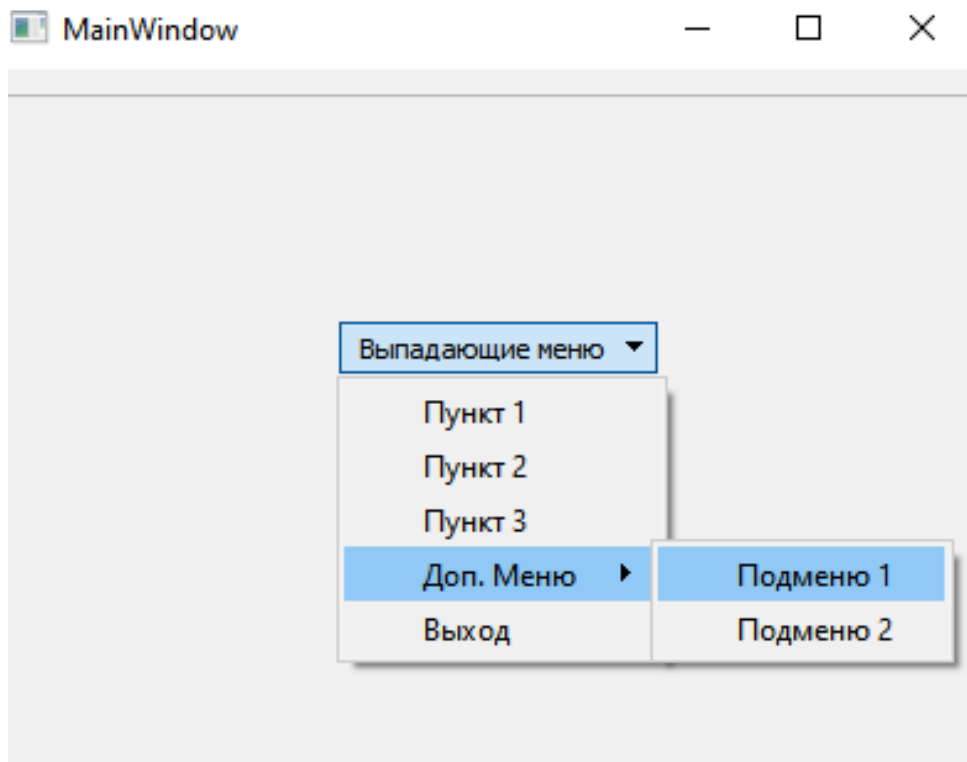 MainWindow
Выпадающие меню
Пункт 1
Пункт 2
Пункт 3
Доп. Меню
Подменю 1
Выход
Подменю 2